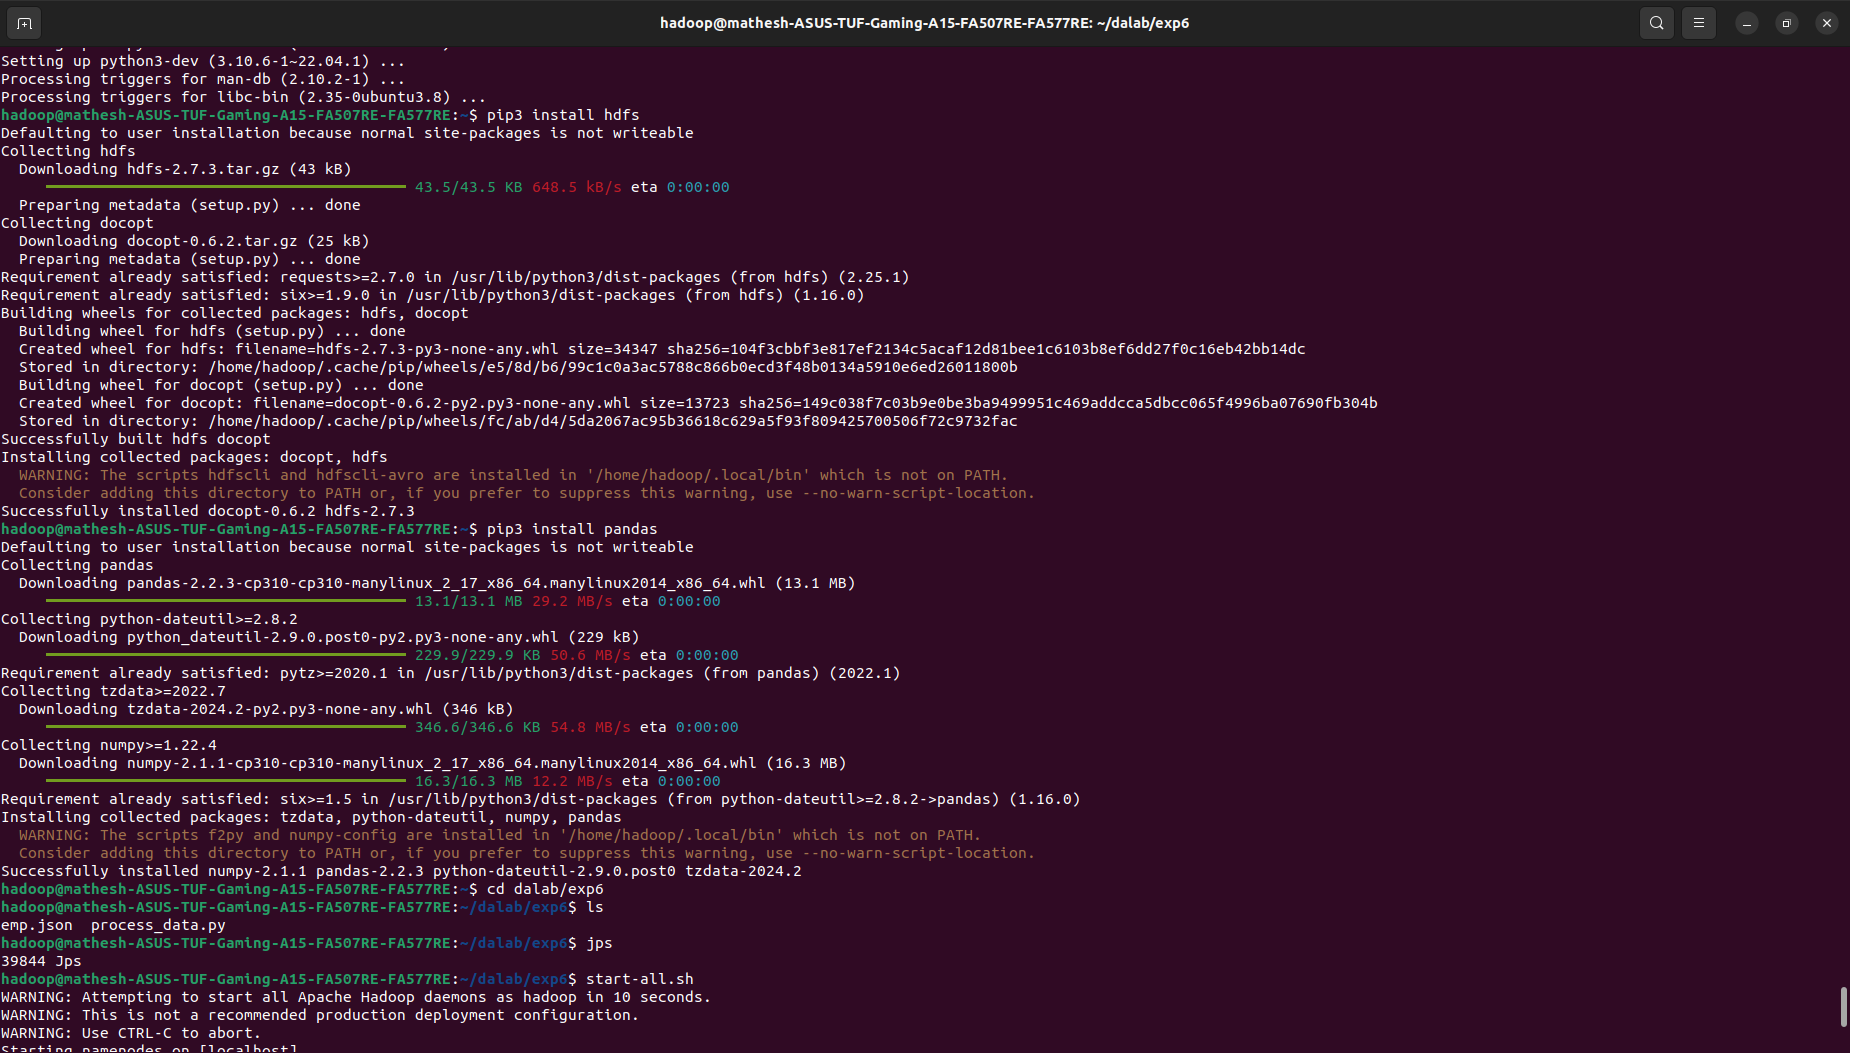 hadoop@mathesh-ASUS-TUF-Gaming-A15-FA507RE-FA577RE: ~/dalab/exp6
Setting up python3-dev (3.10.6-1~22.04.1) ...
Processing triggers for man-db (2.10.2-1) ...
Processing triggers for libc-bin (2.35-0ubuntu3.8) ...
hadoop@mathesh-ASUS-TUF-Gaming-A15-FA507RE-FA577RE:~$ pip3 install hdfs
Defaulting to user installation because normal site-packages is not writeable
Collecting hdfs
  Downloading hdfs-2.7.3.tar.gz (43 kB)
43.5/43.5 KB 648.5 kB/s eta 0:00:00
  Preparing metadata (setup.py) ... done
Collecting docopt
  Downloading docopt-0.6.2.tar.gz (25 kB)
  Preparing metadata (setup.py) ... done
Requirement already satisfied: requests>=2.7.0 in /usr/lib/python3/dist-packages (from hdfs) (2.25.1)
Requirement already satisfied: six>=1.9.0 in /usr/lib/python3/dist-packages (from hdfs) (1.16.0)
Building wheels for collected packages: hdfs, docopt
  Building wheel for hdfs (setup.py) ... done
  Created wheel for hdfs: filename=hdfs-2.7.3-py3-none-any.whl size=34347 sha256=104f3cbbf3e817ef2134c5acaf12d81bee1c6103b8ef6dd27f0c16eb42bb14dc
  Stored in directory: /home/hadoop/.cache/pip/wheels/e5/8d/b6/99c1c0a3ac5788c866b0ecd3f48b0134a5910e6ed26011800b
  Building wheel for docopt (setup.py) ... done
  Created wheel for docopt: filename=docopt-0.6.2-py2.py3-none-any.whl size=13723 sha256=149c038f7c03b9e0be3ba9499951c469addcca5dbcc065f4996ba07690fb304b
  Stored in directory: /home/hadoop/.cache/pip/wheels/fc/ab/d4/5da2067ac95b36618c629a5f93f809425700506f72c9732fac
Successfully built hdfs docopt
Installing collected packages: docopt, hdfs
  WARNING: The scripts hdfscli and hdfscli-avro are installed in '/home/hadoop/.local/bin' which is not on PATH.
  Consider adding this directory to PATH or, if you prefer to suppress this warning, use --no-warn-script-location.
Successfully installed docopt-0.6.2 hdfs-2.7.3
hadoop@mathesh-ASUS-TUF-Gaming-A15-FA507RE-FA577RE:~$ pip3 install pandas
Defaulting to user installation because normal site-packages is not writeable
Collecting pandas
  Downloading pandas-2.2.3-cp310-cp310-manylinux_2_17_x86_64.manylinux2014_x86_64.whl (13.1 MB)
13.1/13.1 MB 29.2 MB/s eta 0:00:00
Collecting python-dateutil>=2.8.2
  Downloading python_dateutil-2.9.0.post0-py2.py3-none-any.whl (229 kB)
229.9/229.9 KB 50.6 MB/s eta 0:00:00
Requirement already satisfied: pytz>=2020.1 in /usr/lib/python3/dist-packages (from pandas) (2022.1)
Collecting tzdata>=2022.7
  Downloading tzdata-2024.2-py2.py3-none-any.whl (346 kB)
346.6/346.6 KB 54.8 MB/s eta 0:00:00
Collecting numpy>=1.22.4
  Downloading numpy-2.1.1-cp310-cp310-manylinux_2_17_x86_64.manylinux2014_x86_64.whl (16.3 MB)
16.3/16.3 MB 12.2 MB/s eta 0:00:00
Requirement already satisfied: six>=1.5 in /usr/lib/python3/dist-packages (from python-dateutil>=2.8.2->pandas) (1.16.0)
Installing collected packages: tzdata, python-dateutil, numpy, pandas
  WARNING: The scripts f2py and numpy-config are installed in '/home/hadoop/.local/bin' which is not on PATH.
  Consider adding this directory to PATH or, if you prefer to suppress this warning, use --no-warn-script-location.
Successfully installed numpy-2.1.1 pandas-2.2.3 python-dateutil-2.9.0.post0 tzdata-2024.2
hadoop@mathesh-ASUS-TUF-Gaming-A15-FA507RE-FA577RE:~$ cd dalab/exp6
hadoop@mathesh-ASUS-TUF-Gaming-A15-FA507RE-FA577RE:~/dalab/exp6$ ls
emp.json  process_data.py
hadoop@mathesh-ASUS-TUF-Gaming-A15-FA507RE-FA577RE:~/dalab/exp6$ jps
39844 Jps
hadoop@mathesh-ASUS-TUF-Gaming-A15-FA507RE-FA577RE:~/dalab/exp6$ start-all.sh
WARNING: Attempting to start all Apache Hadoop daemons as hadoop in 10 seconds.
WARNING: This is not a recommended production deployment configuration.
WARNING: Use CTRL-C to abort.
Starting namenodes on [localhost]